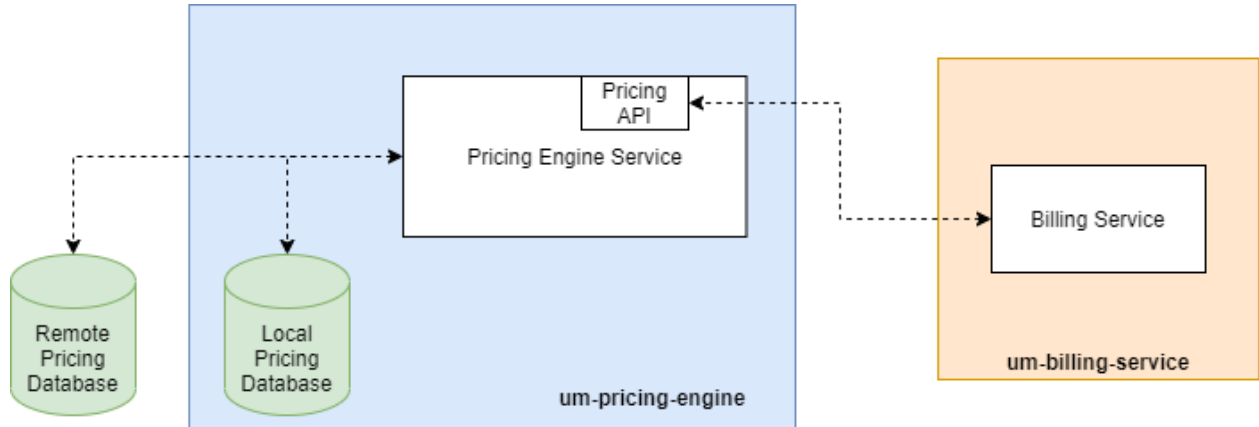 Pricing
API
Pricing Engine Service
Billing Service
Remote
Pricing
Database
Local
Pricing
Database
um-pricing-engine
um-billing-service